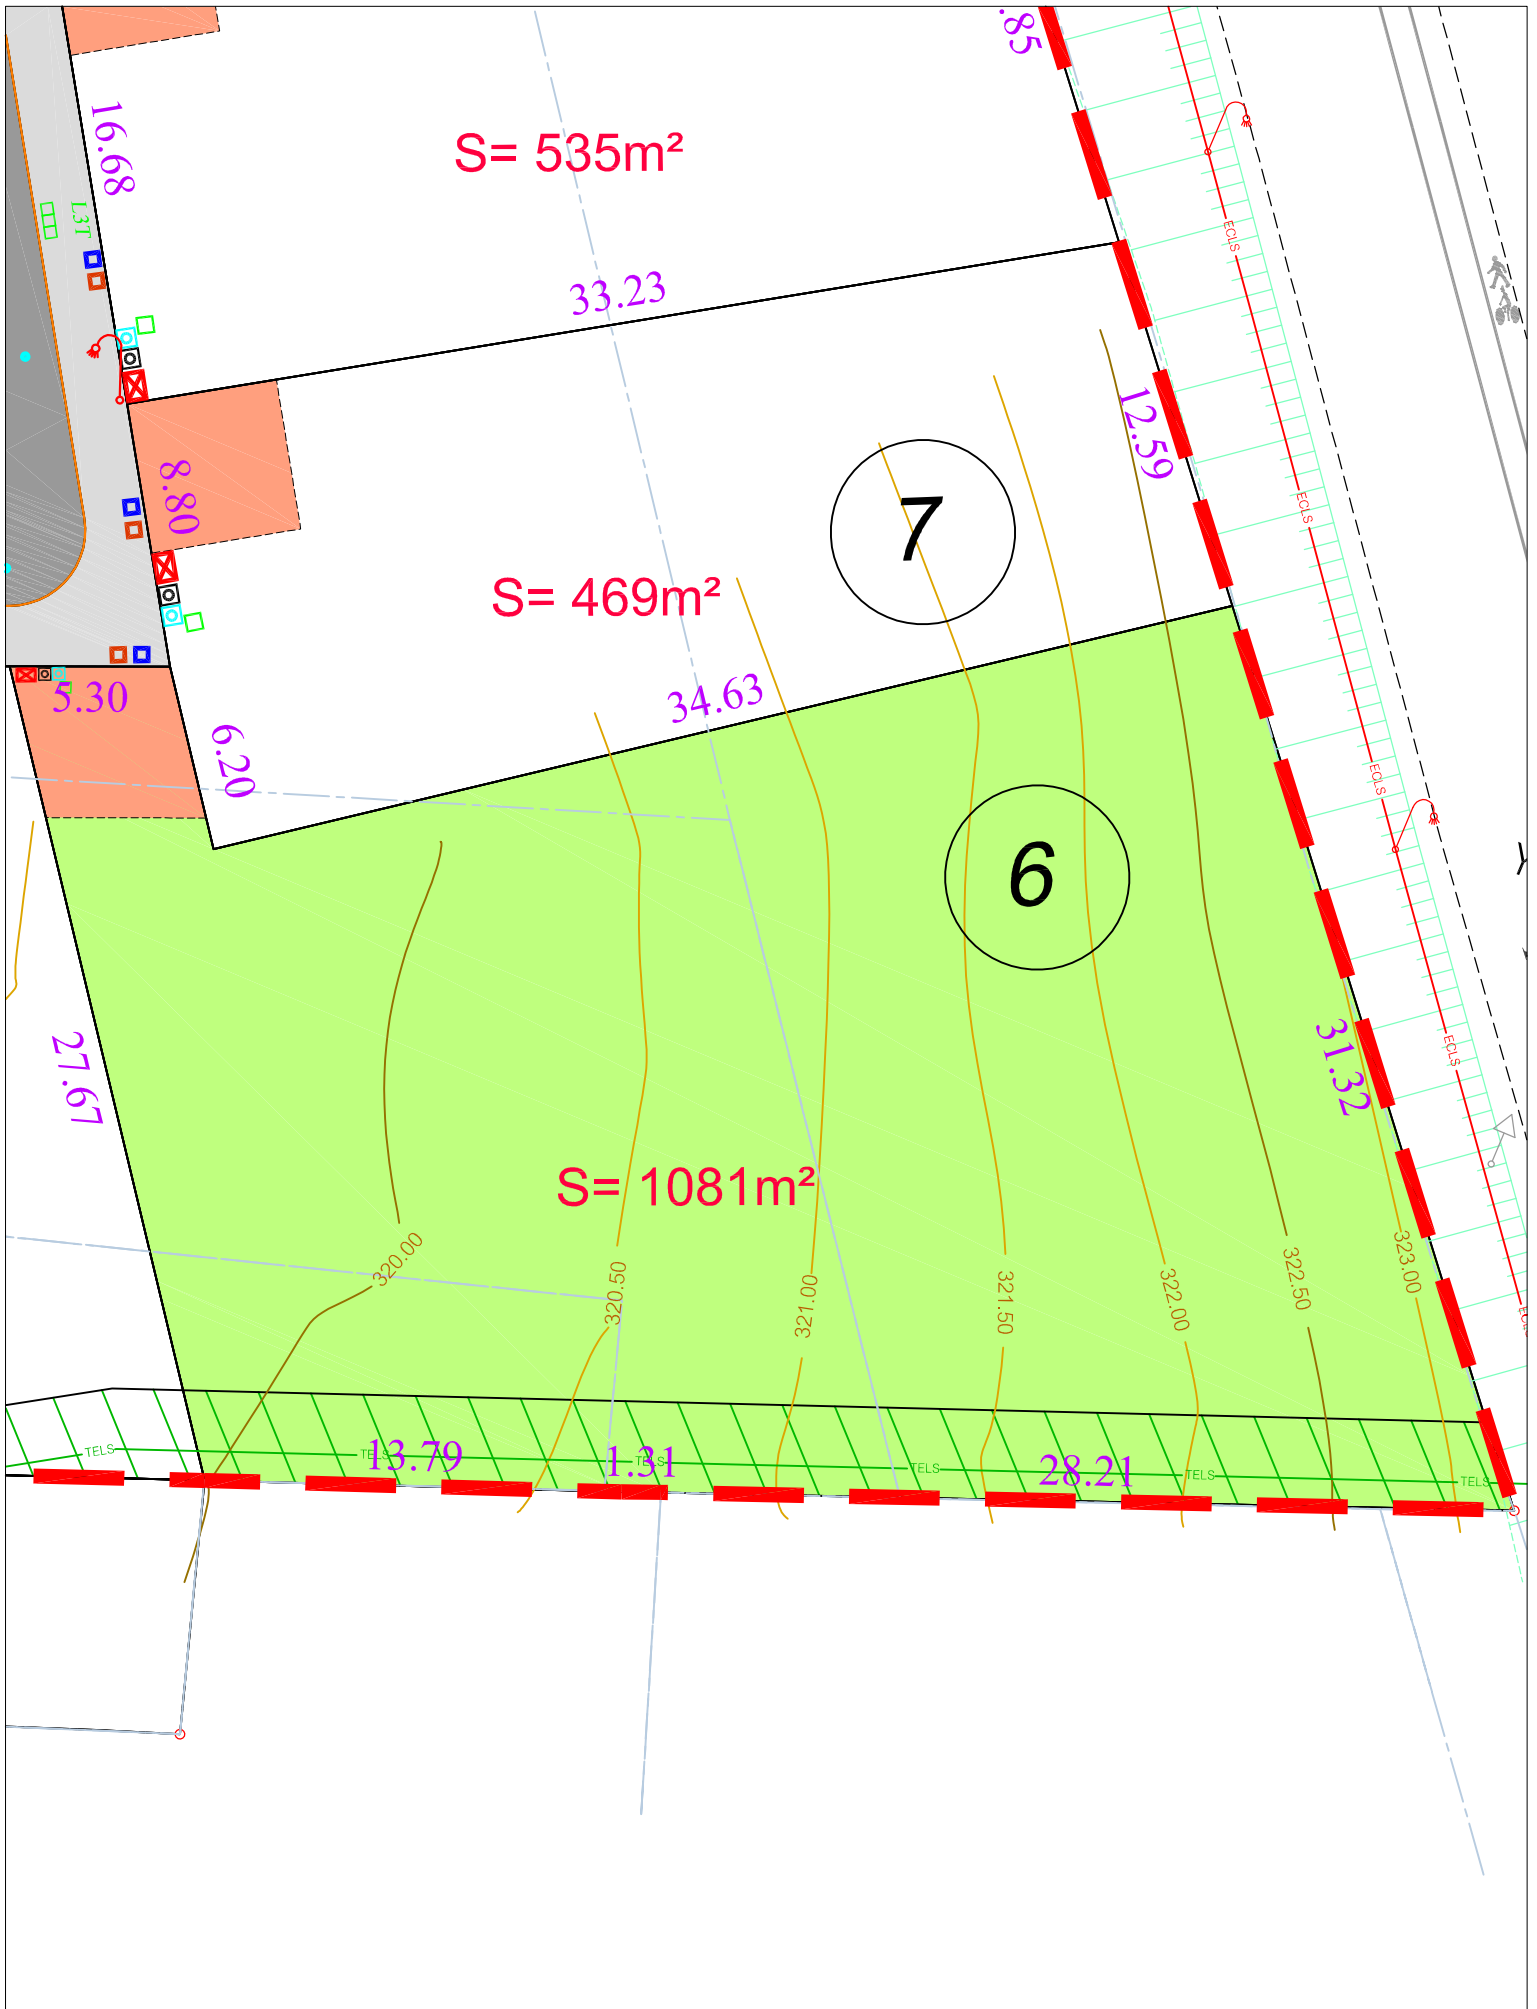 .85
16.68
S= 535m²
L3T
ECLS
33.23
12.59
8.80
7
ECLS
S= 469m²
5.30
34.63
6.20
ECLS
6
27.67
31.32
ECLS
S= 1081m²
320.00
320.50
321.00
321.50
322.00
322.50
323.00
ECLS
TELS
13.79
TELS
1.31
TELS
TELS
28.21
TELS
TELS